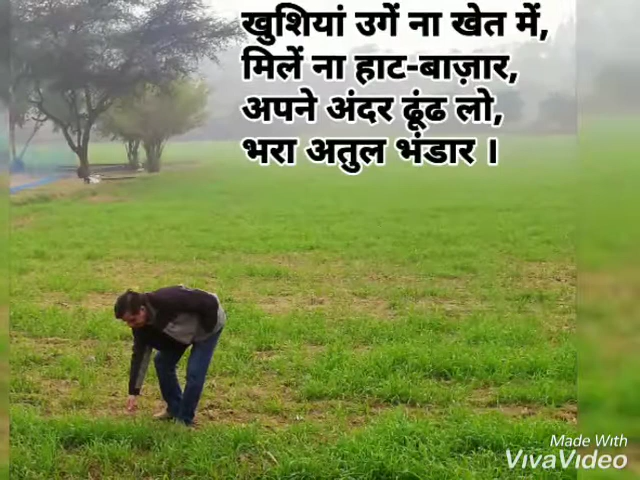 खुशियां उगें ना खेत में,
मिलें ना हाट-बाज़ार,
अपने अंदर ढूंढ लो,
भरा अतुल भंडार ।
Made With
VivaVideo